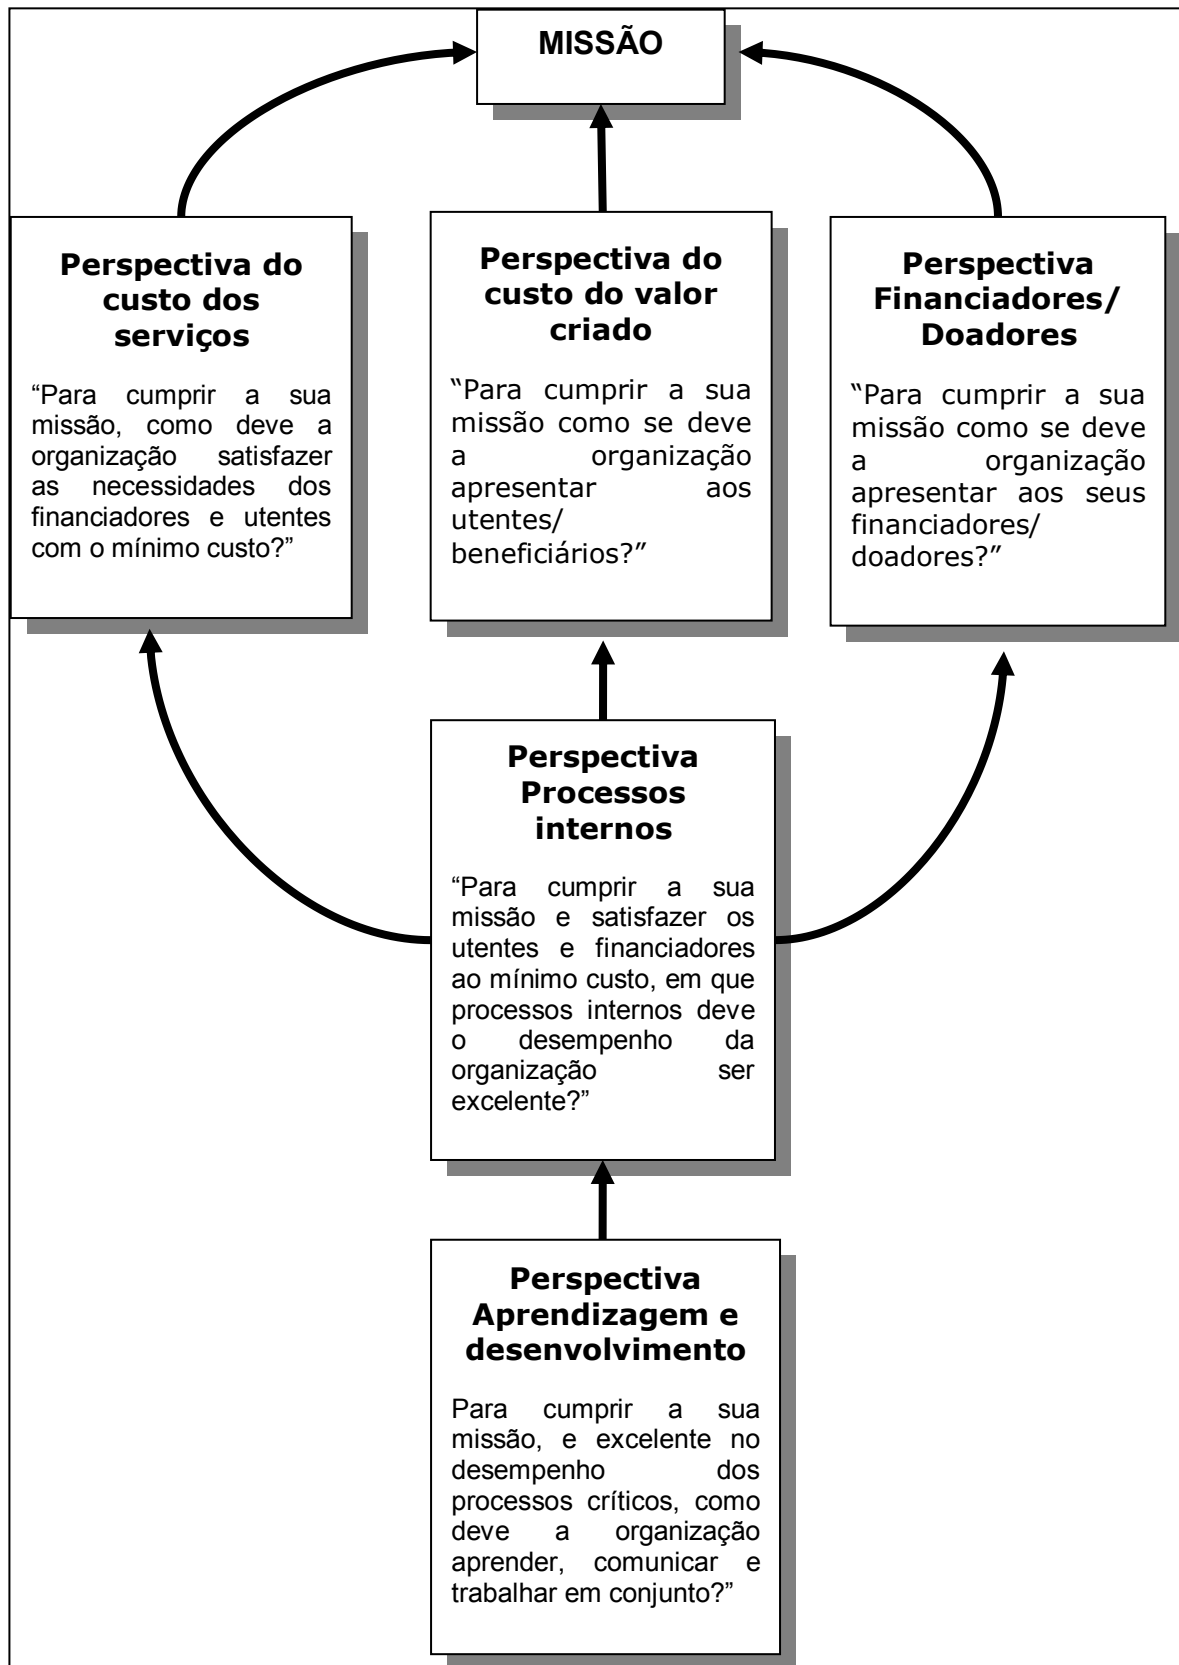 MISSÃO
Perspectiva do
custo dos
serviços
“Para cumprir a sua
missão, como deve a
organização satisfazer
as necessidades dos
financiadores e utentes
com o mínimo custo?”
Perspectiva do
custo do valor
criado
“Para cumprir a sua
missão como se deve
a organização
apresentar aos
utentes/
beneficiários?”
Perspectiva
Financiadores/
Doadores
“Para cumprir a sua
missão como se deve
a organização
apresentar aos seus
financiadores/
doadores?”
Perspectiva
Processos
internos
“Para cumprir a sua
missão e satisfazer os
utentes e financiadores
ao mínimo custo, em que
processos internos deve
o desempenho da
organização ser
excelente?”
Perspectiva
Aprendizagem e
desenvolvimento
Para cumprir a sua
missão, e excelente no
desempenho dos
processos críticos, como
deve a organização
aprender, comunicar e
trabalhar em conjunto?”